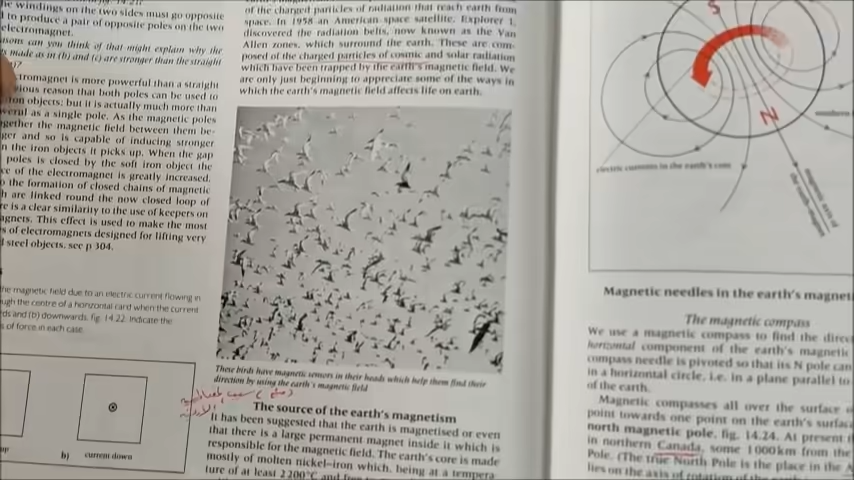 he windings on the two sides must go opposite
l to produce a pair of opposite poles on the two
electromagnet.
asons can you think of that might explain why the
s made as in (b) and (c) are stronger than the straight
ctromagnet is more powerful than a straight
vious reason that both poles can be used to
ron objects; but it is actually much more than
werful as a single pole. As the magnetic poles
gether the magnetic field between them be-
ger and so is capable of inducing stronger
n the iron objects it picks up. When the gap
poles is closed by the soft iron object the
ce of the electromagnet is greatly increased.
o the formation of closed chains of magnetic
h are linked round the now closed loop of
re is a clear similarity to the use of keepers on
agnets. This effect is used to make the most
s of electromagnets designed for lifting very
l steel objects, see p 304.
he magnetic field due to an electric current flowing in
ugh the centre of a horizontal card when the current
rds and (b) downwards, fig. 14.22. Indicate the
s of force in each case.
b) current down
of the charged particles of radiation that reach earth from
space. In 1958 an American space satellite, Explorer 1,
discovered the radiation belts, now known as the Van
Allen zones, which surround the earth. These are com-
posed of the charged particles of cosmic and solar radiation
which have been trapped by the earth's magnetic field. We
are only just beginning to appreciate some of the ways in
which the earth's magnetic field affects life on earth.
These birds have magnetic sensors in their heads which help them find their
direction by using the earth's magnetic field
The source of the earth's magnetism
It has been suggested that the earth is magnetised or even
that there is a large permanent magnet inside it which is
responsible for the magnetic field. The earth's core is made
mostly of molten nickel–iron which, being at a tempera-
ture of at least 2200°C and free
S
N
electric currents in the earth's core
magnetic axis of
the earth-magnet
Magnetic needles in the earth's magnet
The magnetic compass
We use a magnetic compass to find the direc
horizontal component of the earth's magnetic
compass needle is pivoted so that its N pole can
in a horizontal circle, i.e. in a plane parallel to
of the earth.
Magnetic compasses all over the surface o
point towards one point on the earth's surfac
north magnetic pole, fig. 14.24. At present t
in northern Canada, some 1000km from the
Pole. (The true North Pole is the place in the A
lies on the axis of rotation of the